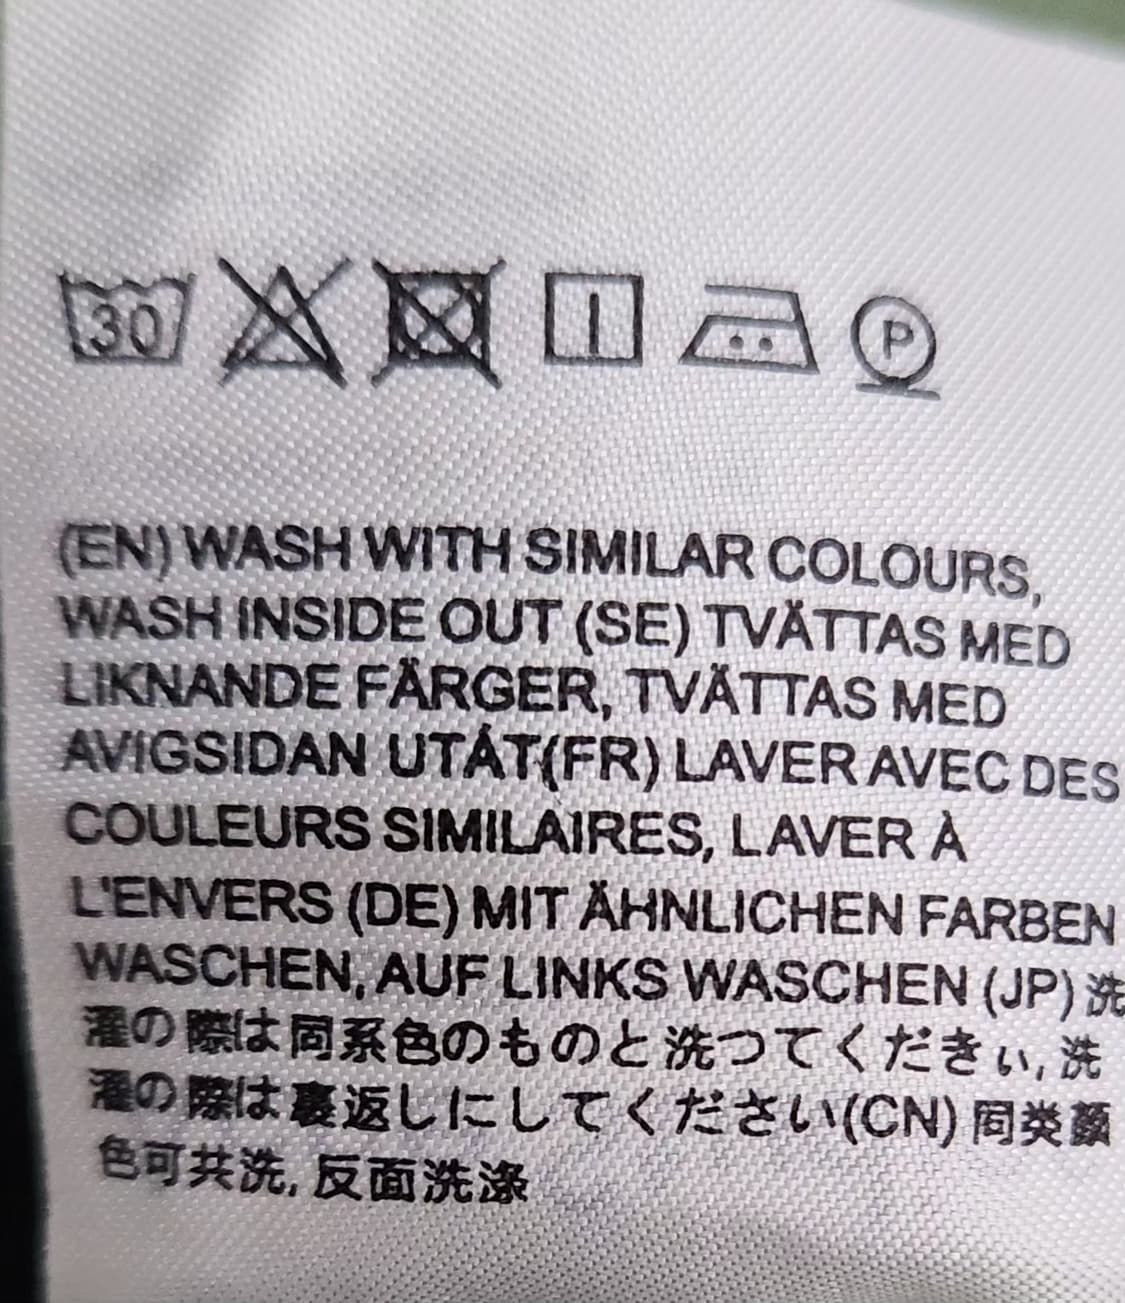 30 P
(EN) WASH WITH SIMILAR COLOURS,
WASH INSIDE OUT (SE) TVÄTTAS MED
LIKNANDE FÄRGER, TVÄTTAS MED
AVIGSIDAN UTÅT(FR) LAVER AVEC DES
COULEURS SIMILAIRES, LAVER À
L'ENVERS (DE) MIT ÄHNLICHEN FARBEN
WASCHEN, AUF LINKS WASCHEN (JP) 洗
濯の際は同系色のものと洗つてくだきぃ, 洗
濯の際は裏返しにしてください(CN) 同类颜
色可共洗, 反面洗涤